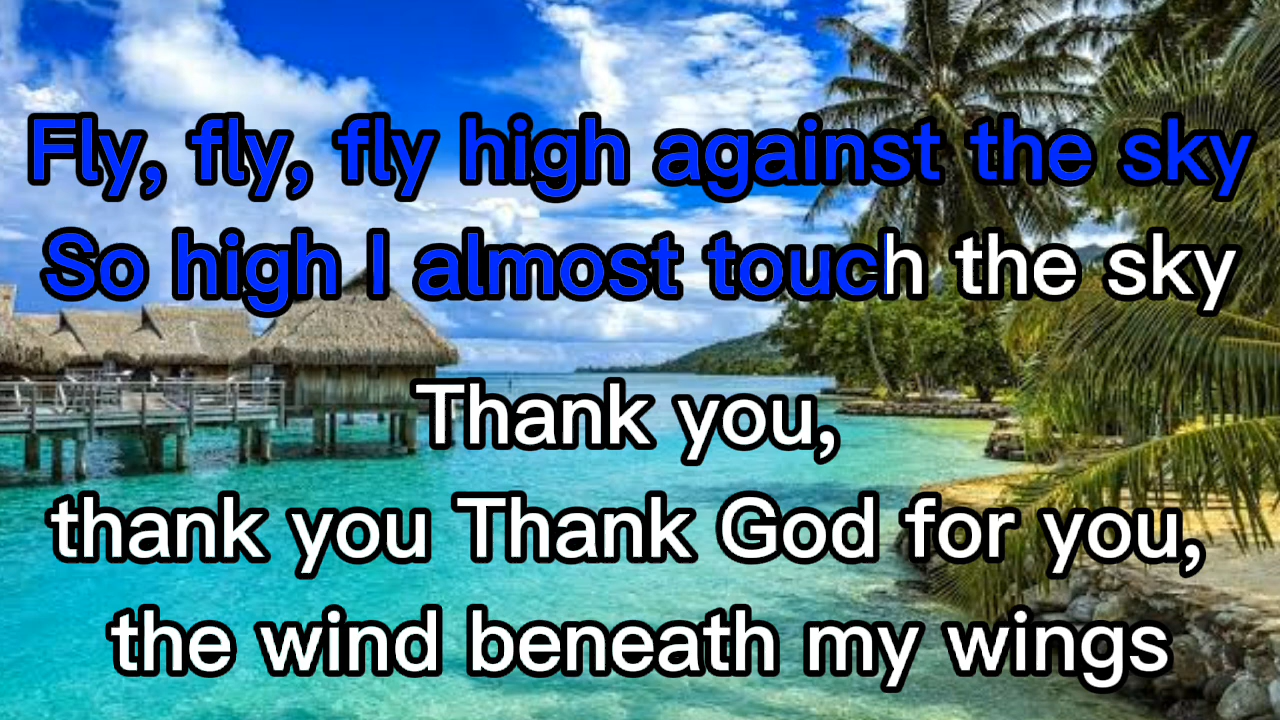 Fly, fly, fly high against the sky
So high I almost touch the sky
Thank you,
thank you Thank God for you,
the wind beneath my wings